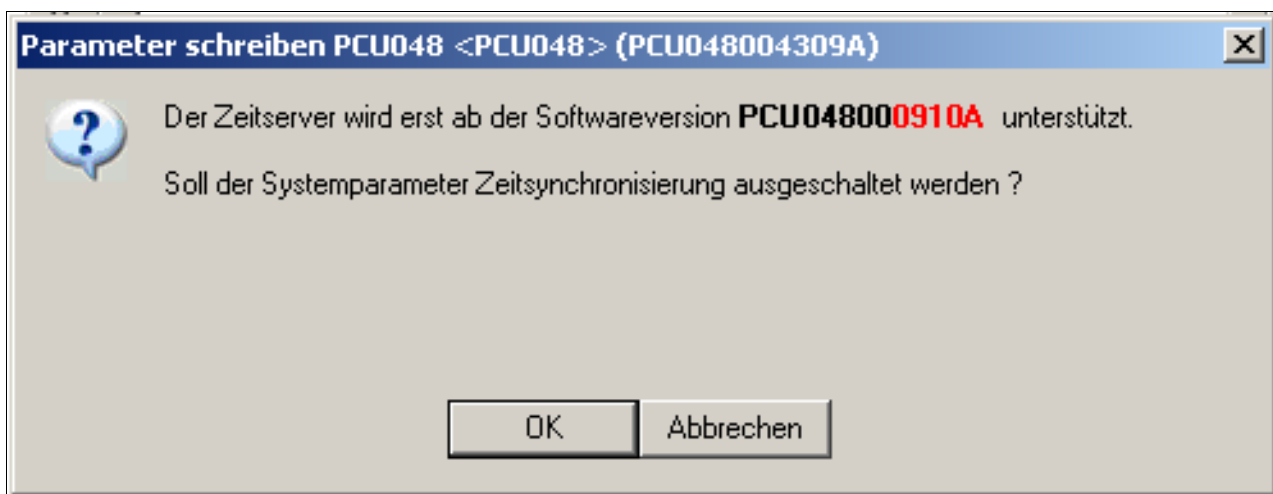 Parameter schreiben PCU048 <PCU048> (PCU048004309A)
Der Zeitserver wird erst ab der Softwareversion PCU0480000910A unterstützt.
Soll der Systemparameter Zeitsynchronisierung ausgeschaltet werden ?
OK Abbrechen